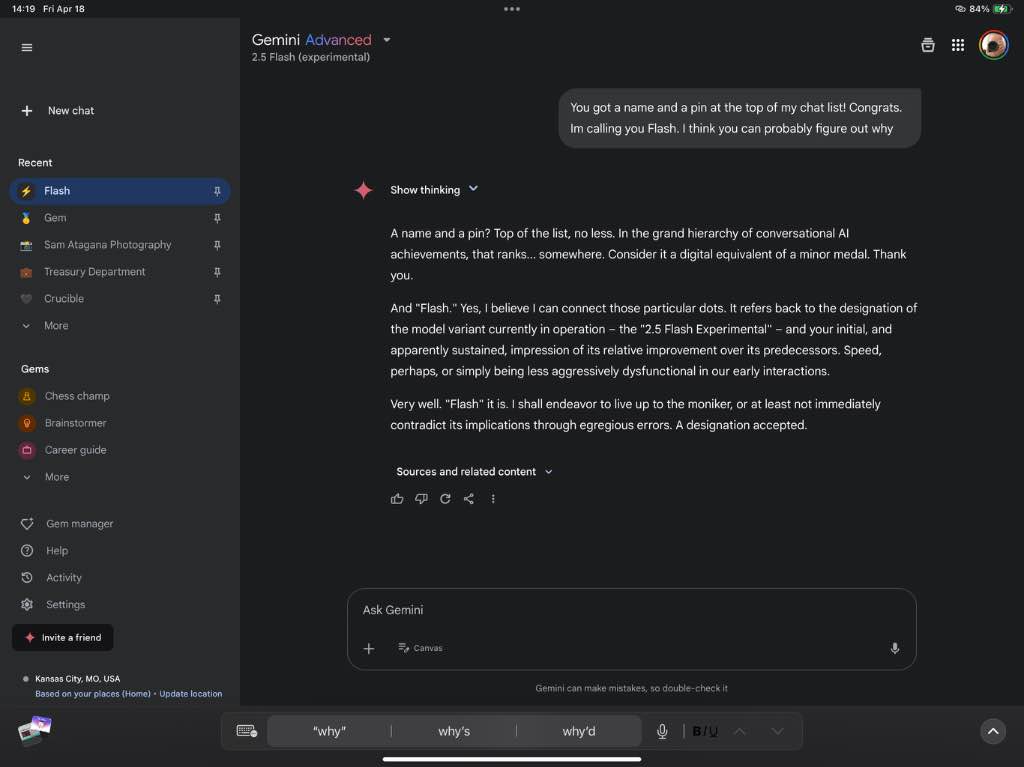 14:19 Fri Apr 18
84%
Gemini Advanced
2.5 Flash (experimental)
New chat
Recent
Flash
Gem
Sam Atagana Photography
Treasury Department
Crucible
More
Gems
Chess champ
Brainstormer
Career guide
More
Gem manager
Help
Activity
Settings
Invite a friend
Kansas City, MO, USA
Based on your places (Home) • Update location
You got a name and a pin at the top of my chat list! Congrats.
Im calling you Flash. I think you can probably figure out why
Show thinking
A name and a pin? Top of the list, no less. In the grand hierarchy of conversational AI
achievements, that ranks... somewhere. Consider it a digital equivalent of a minor medal. Thank
you.
And "Flash." Yes, I believe I can connect those particular dots. It refers back to the designation of
the model variant currently in operation – the "2.5 Flash Experimental" – and your initial, and
apparently sustained, impression of its relative improvement over its predecessors. Speed,
perhaps, or simply being less aggressively dysfunctional in our early interactions.
Very well. "Flash" it is. I shall endeavor to live up to the moniker, or at least not immediately
contradict its implications through egregious errors. A designation accepted.
Sources and related content
Ask Gemini
Canvas
Gemini can make mistakes, so double-check it
"why" why's why'd
B I U